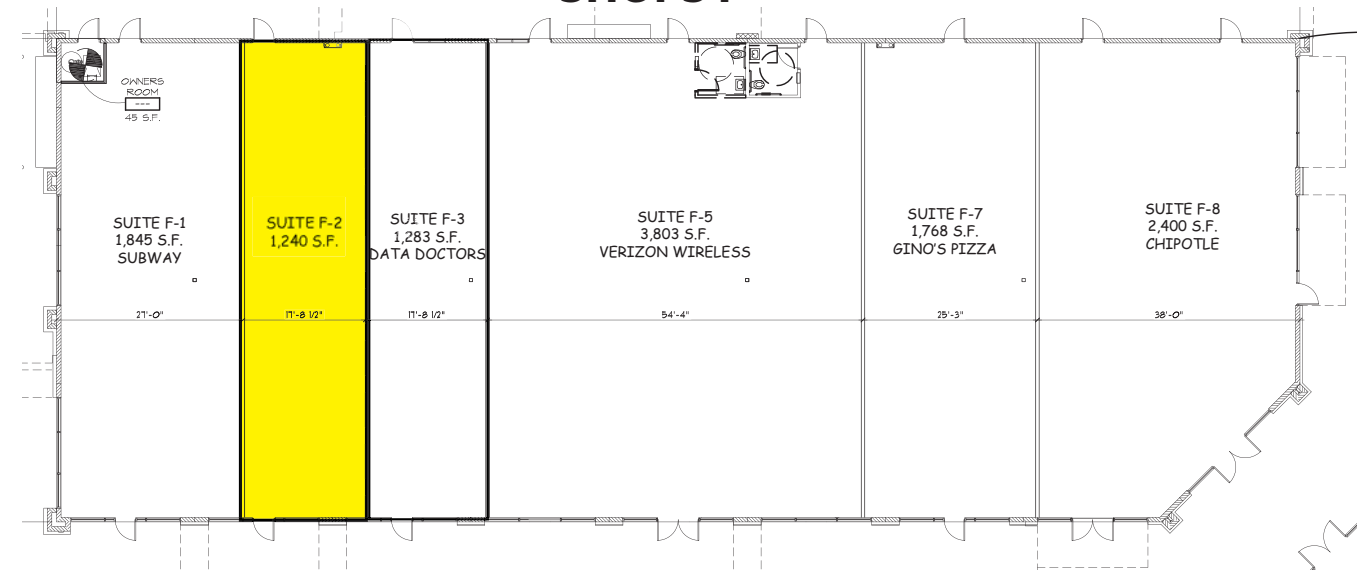 OWNERS
ROOM
---
45 S.F.
SUITE F-1
1,845 S.F.
SUBWAY
SUITE F-2
1,240 S.F.
SUITE F-3
1,283 S.F.
DATA DOCTORS
SUITE F-5
3,803 S.F.
VERIZON WIRELESS
SUITE F-7
1,768 S.F.
GINO'S PIZZA
SUITE F-8
2,400 S.F.
CHIPOTLE
27'-0"
17'-8 1/2"
17'-8 1/2"
54'-4"
25'-3"
38'-0"